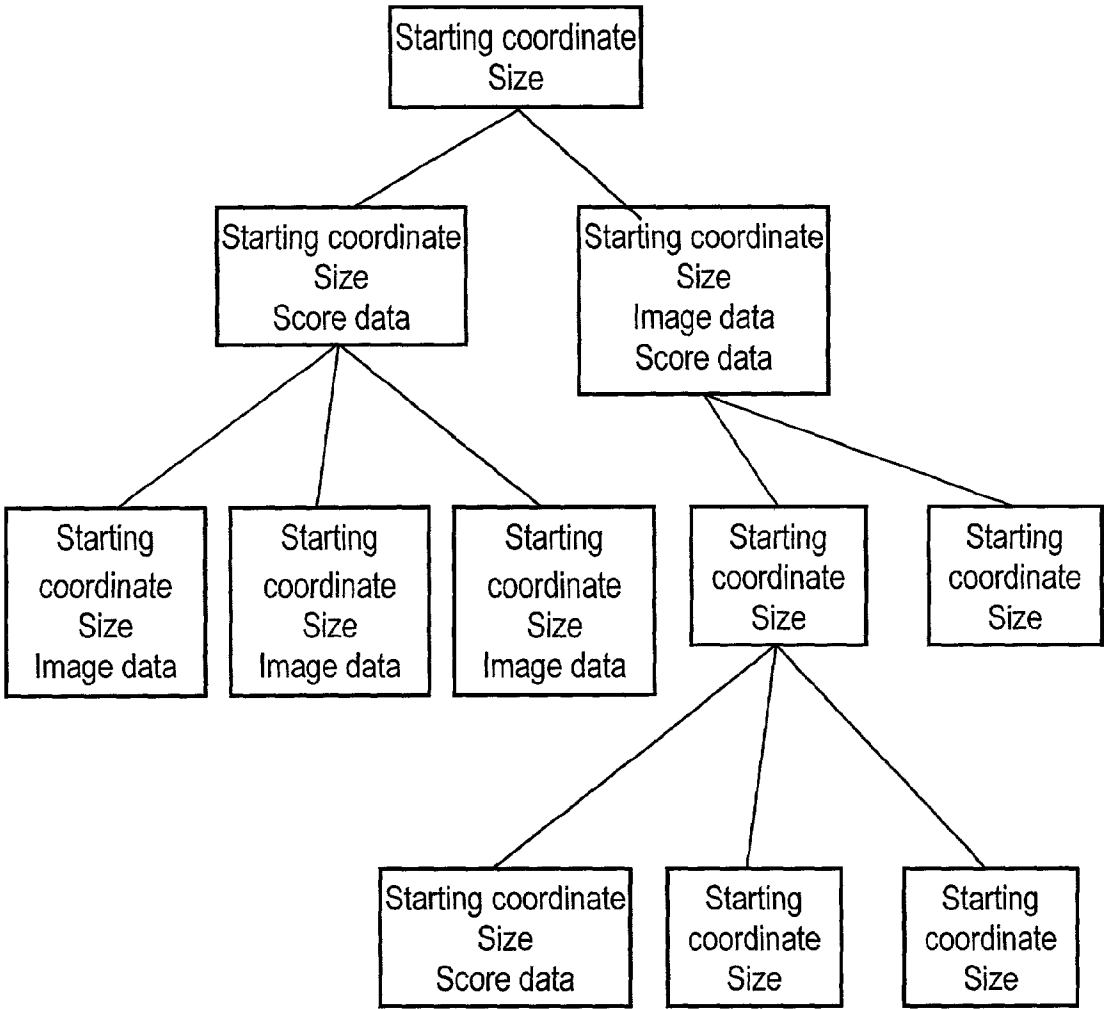 Starting coordinate
Size
Starting coordinate
Size
Score data
Starting coordinate
Size
Image data
Score data
Starting
coordinate
Size
Image data
Starting
coordinate
Size
Image data
Starting
coordinate
Size
Image data
Starting
coordinate
Size
Starting
coordinate
Size
Starting coordinate
Size
Score data
Starting
coordinate
Size
Starting
coordinate
Size